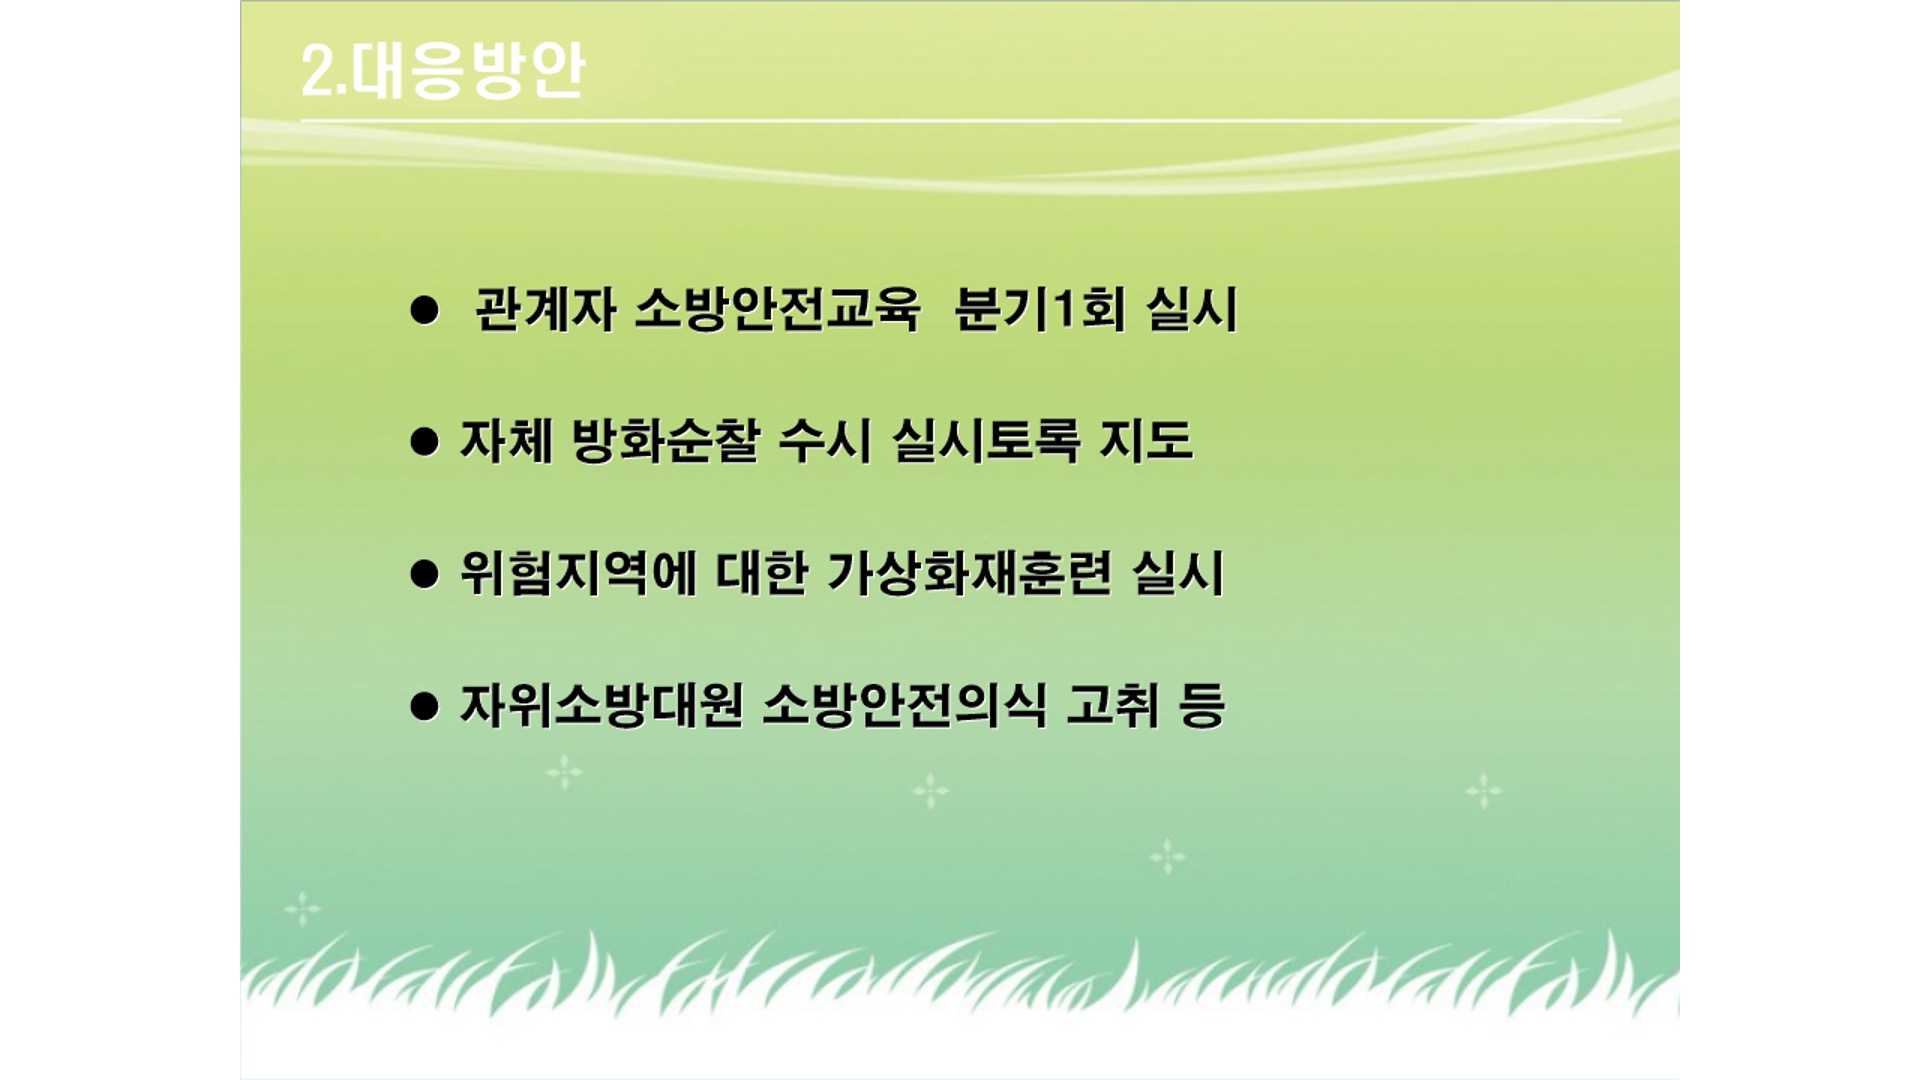 2.대응방안
● 관계자 소방안전교육 분기1회 실시
● 자체 방화순찰 수시 실시토록 지도
● 위험지역에 대한 가상화재훈련 실시
● 자위소방대원 소방안전의식 고취 등